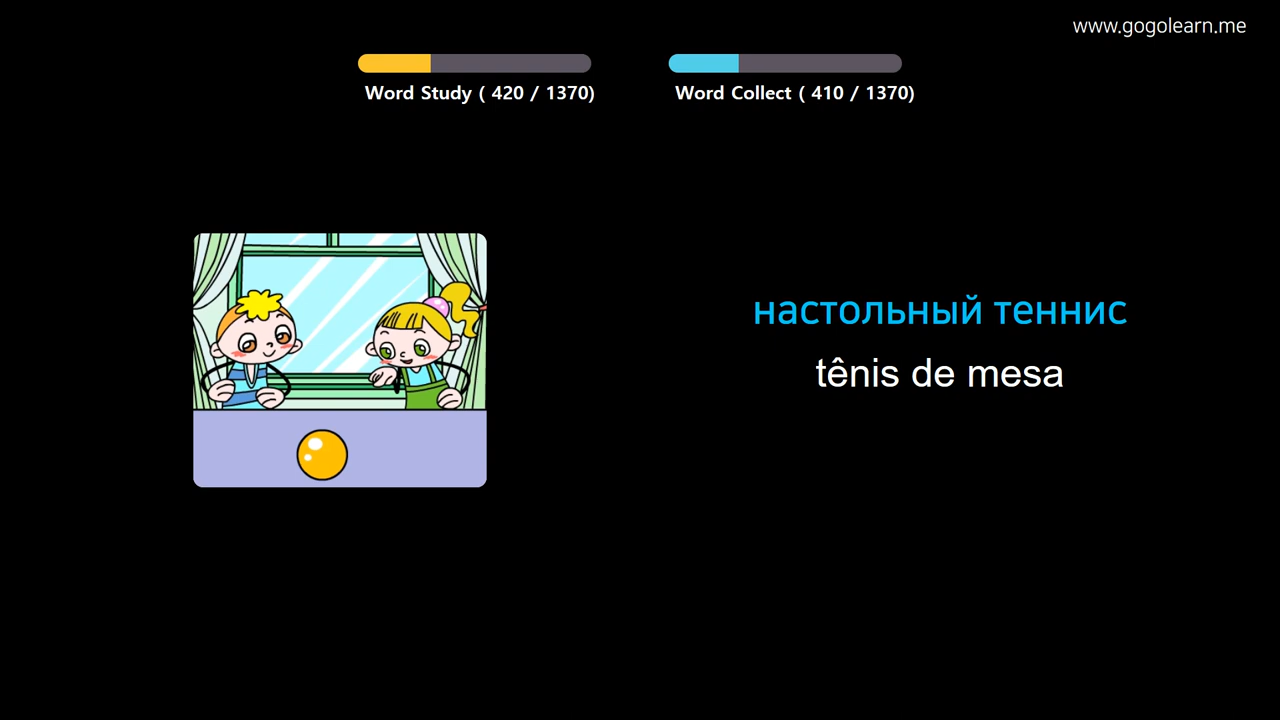 www.gogolearn.me
Word Study ( 420 / 1370)
Word Collect ( 410 / 1370)
настольный теннис
tênis de mesa